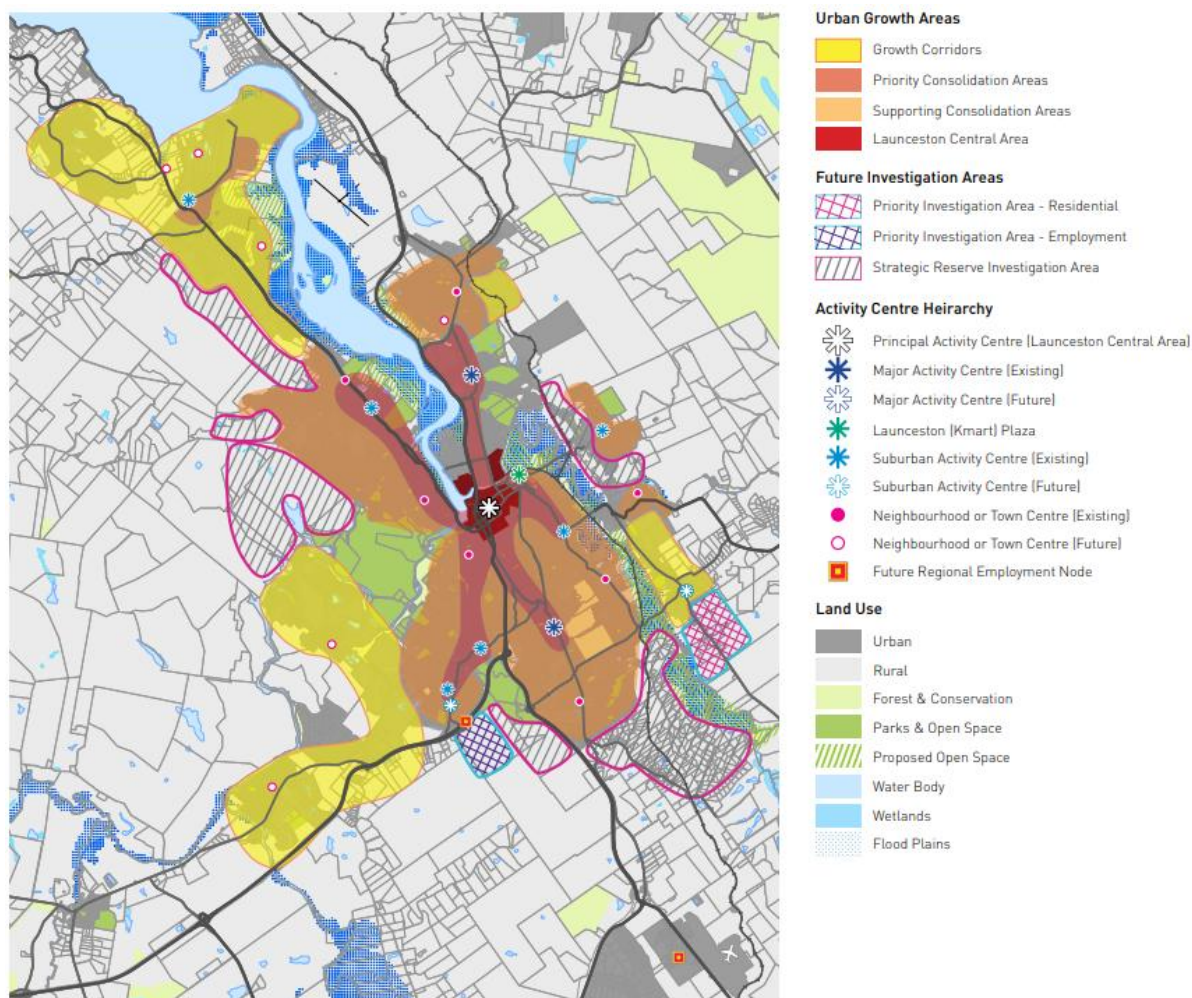 Urban Growth Areas
Growth Corridors
Priority Consolidation Areas
Supporting Consolidation Areas
Launceston Central Area
Future Investigation Areas
Priority Investigation Area - Residential
Priority Investigation Area - Employment
Strategic Reserve Investigation Area
Activity Centre Heirarchy
Principal Activity Centre (Launceston Central Area)
Major Activity Centre (Existing)
Major Activity Centre (Future)
Launceston (Kmart) Plaza
Suburban Activity Centre (Existing)
Suburban Activity Centre (Future)
Neighbourhood or Town Centre (Existing)
Neighbourhood or Town Centre (Future)
Future Regional Employment Node
Land Use
Urban
Rural
Forest & Conservation
Parks & Open Space
Proposed Open Space
Water Body
Wetlands
Flood Plains